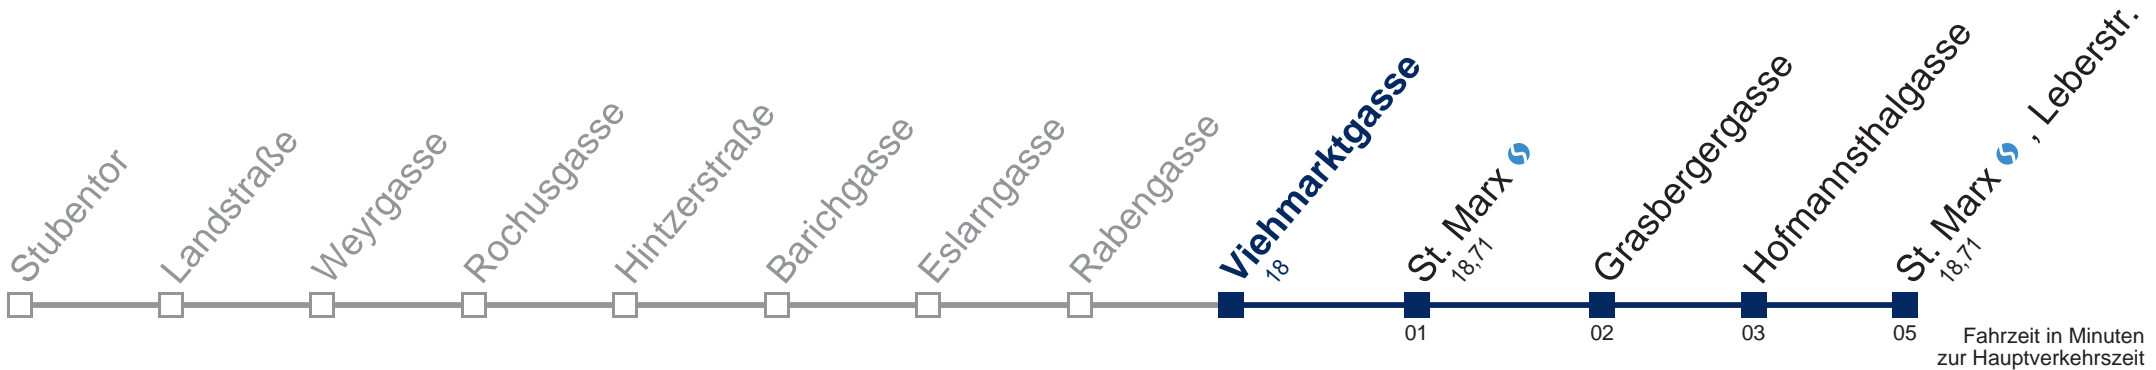 Stubentor
Landstraße
Weyrgasse
Rochusgasse
Hintzerstraße
Barichgasse
Eslarngasse
Rabengasse
Viehmarktgasse
18
St. Marx
18,71
Grasbergergasse
Hofmannsthalgasse
St. Marx , Leberstr.
18,71
01
02
03
05
Fahrzeit in Minuten
zur Hauptverkehrszeit